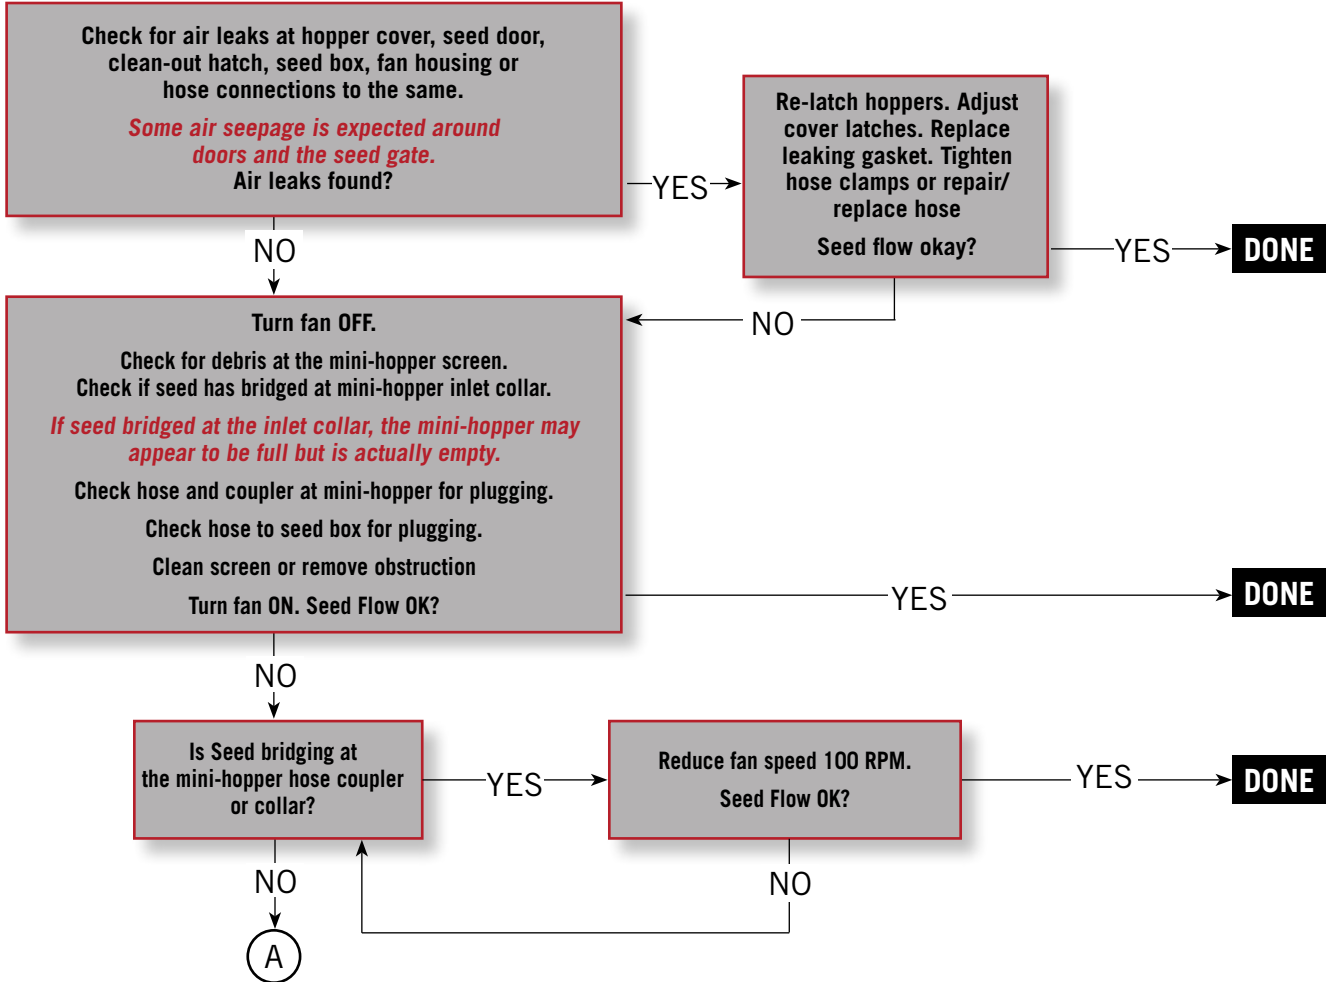 Check for air leaks at hopper cover, seed door,
clean-out hatch, seed box, fan housing or
hose connections to the same.
Some air seepage is expected around
doors and the seed gate.
Air leaks found?
YES
Re-latch hoppers. Adjust
cover latches. Replace
leaking gasket. Tighten
hose clamps or repair/
replace hose
Seed flow okay?
YES
DONE
NO
NO
Turn fan OFF.
Check for debris at the mini-hopper screen.
Check if seed has bridged at mini-hopper inlet collar.
If seed bridged at the inlet collar, the mini-hopper may
appear to be full but is actually empty.
Check hose and coupler at mini-hopper for plugging.
Check hose to seed box for plugging.
Clean screen or remove obstruction
Turn fan ON. Seed Flow OK?
YES
DONE
NO
Is Seed bridging at
the mini-hopper hose coupler
or collar?
YES
Reduce fan speed 100 RPM.
Seed Flow OK?
YES
DONE
NO
NO
A